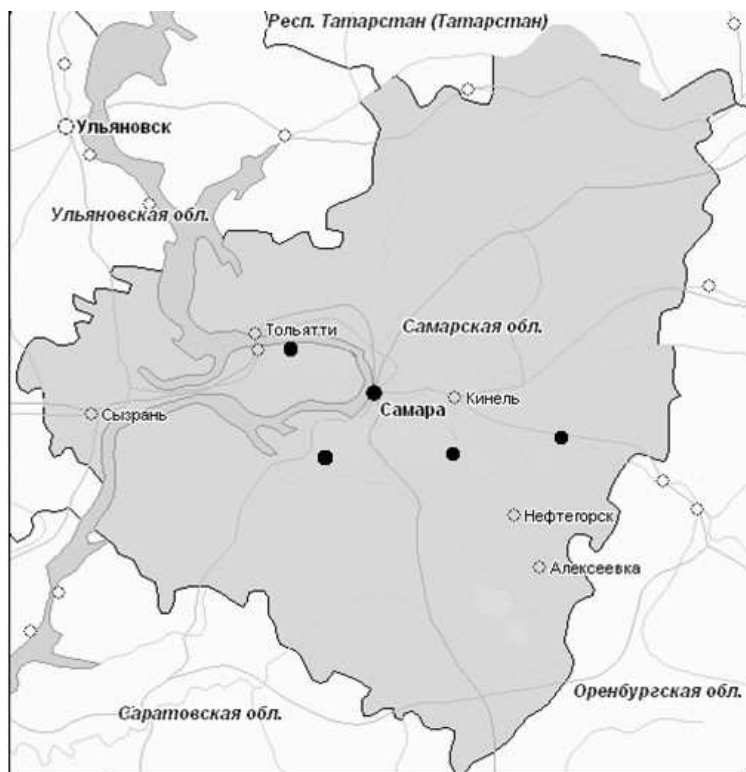 Респ. Татарстан (Татарстан)
Ульяновск
Ульяновская обл.
Тольятти
Самарская обл.
Кинель
Самара
Сызрань
Нефтегорск
Алексеевка
Оренбургская обл.
Саратовская обл.